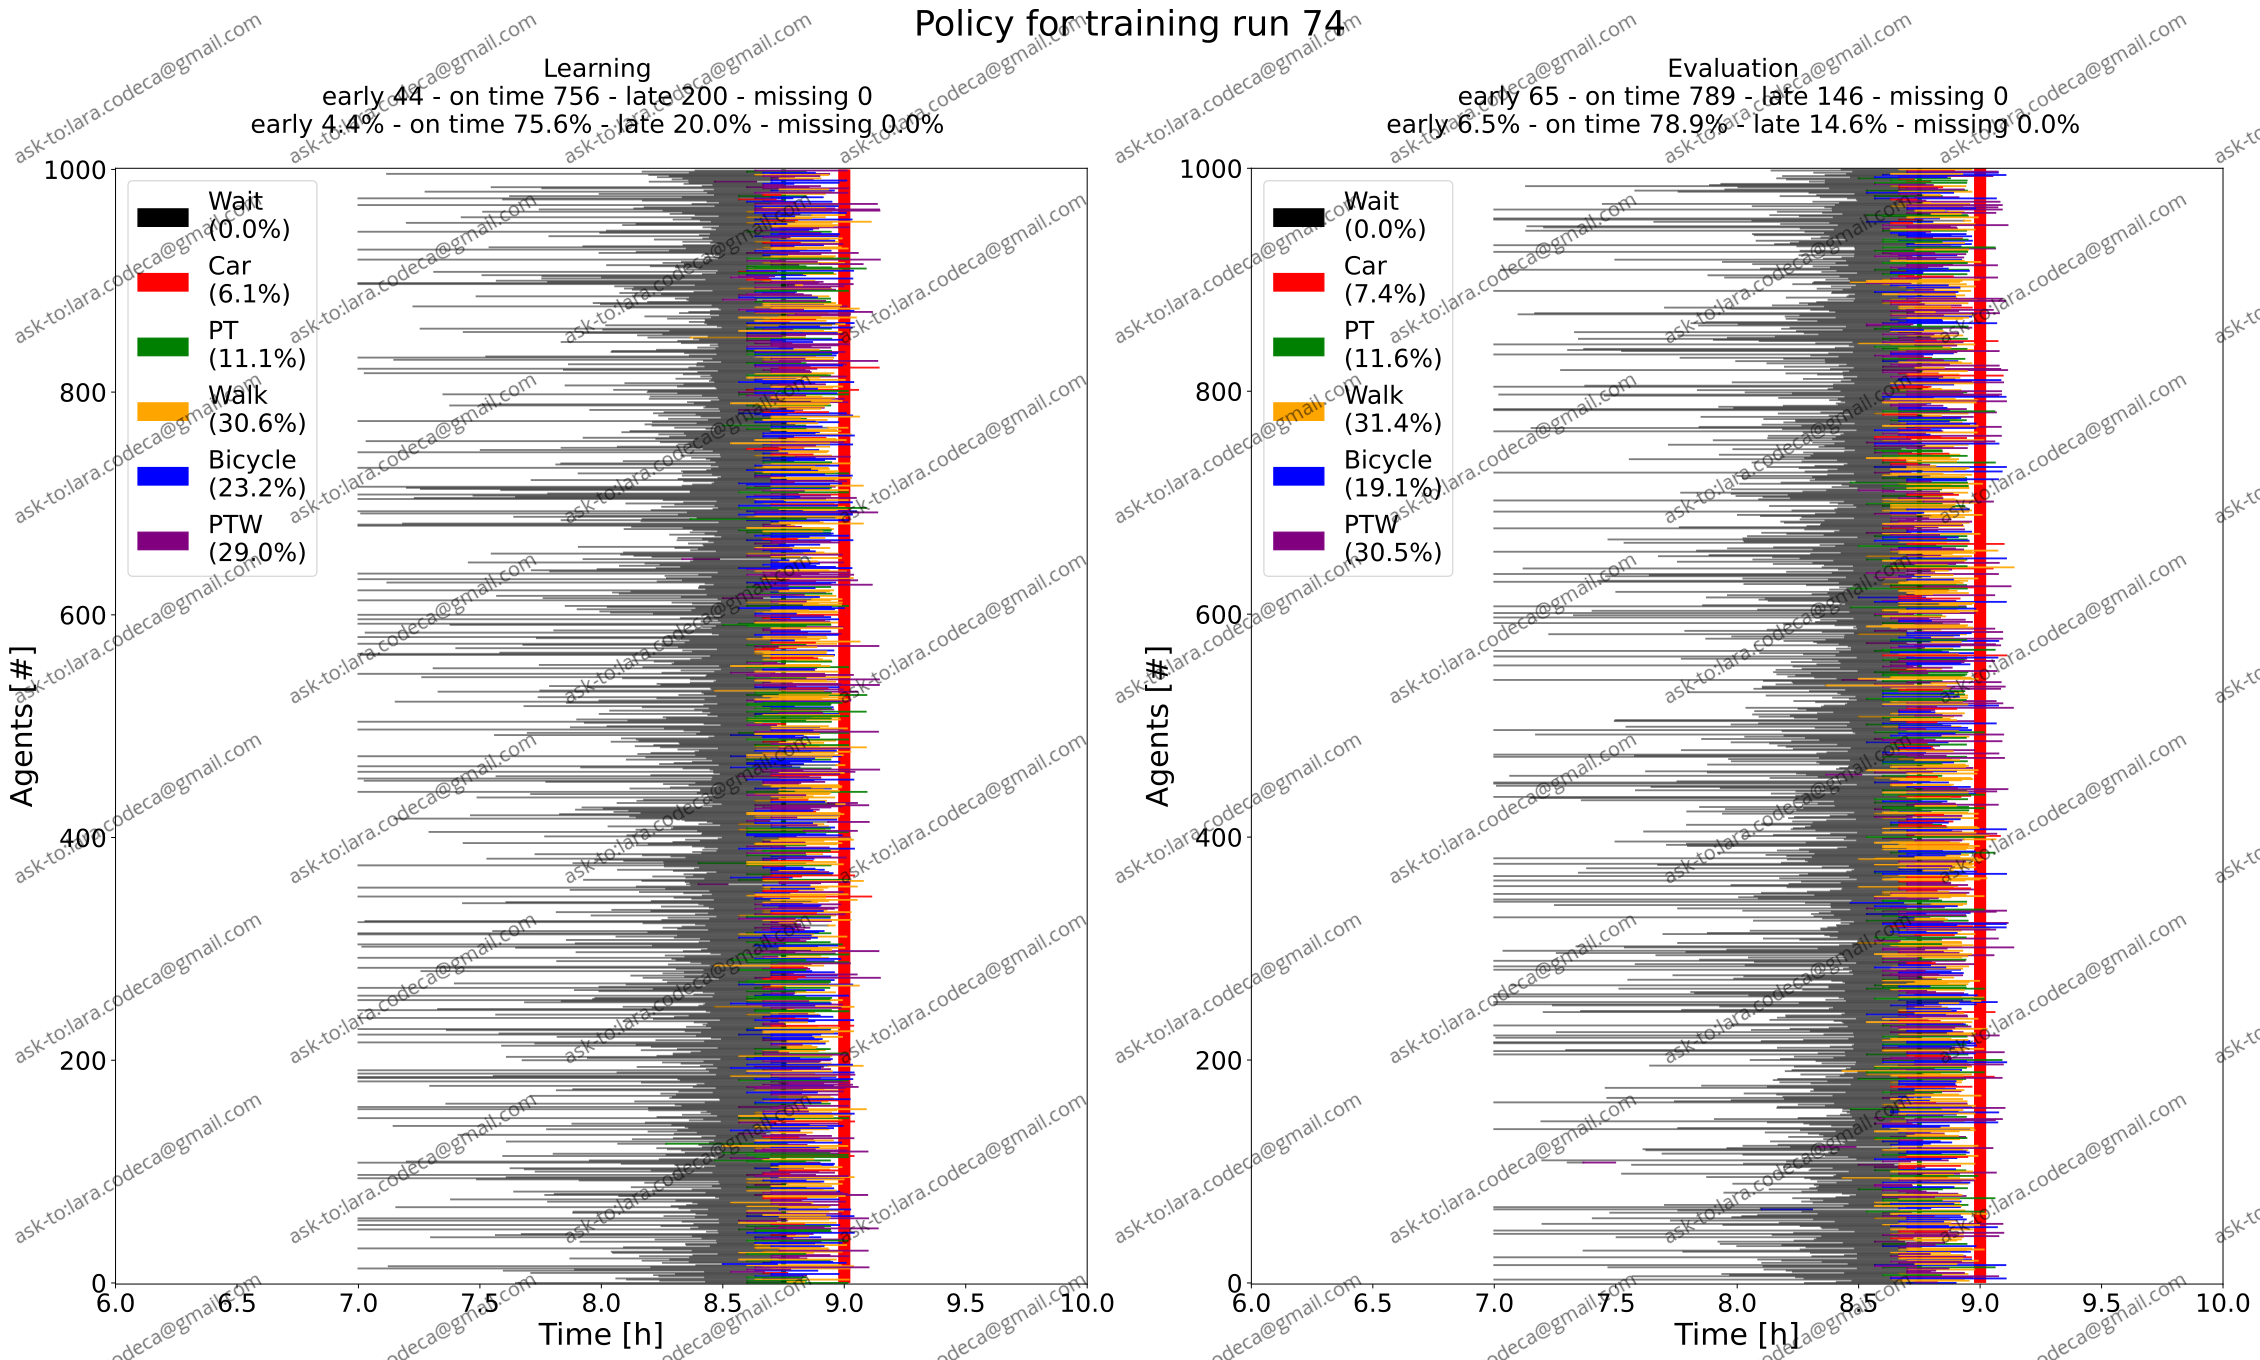 Policy for training run 74
Learning
early 44 - on time 756 - late 200 - missing 0
early 4.4% - on time 75.6% - late 20.0% - missing 0.0%
Evaluation
early 65 - on time 789 - late 146 - missing 0
early 6.5% - on time 78.9% - late 14.6% - missing 0.0%
Agents [#]
1000
800
600
400
200
0
Wait
(0.0%)
Car
(6.1%)
PT
(11.1%)
Walk
(30.6%)
Bicycle
(23.2%)
PTW
(29.0%)
6.0 6.5 7.0 7.5 8.0 8.5 9.0 9.5 10.0
Time [h]
Agents [#]
1000
800
600
400
200
0
Wait
(0.0%)
Car
(7.4%)
PT
(11.6%)
Walk
(31.4%)
Bicycle
(19.1%)
PTW
(30.5%)
6.0 6.5 7.0 7.5 8.0 8.5 9.0 9.5 10.0
Time [h]
ask-to:lara.codeca@gmail.com